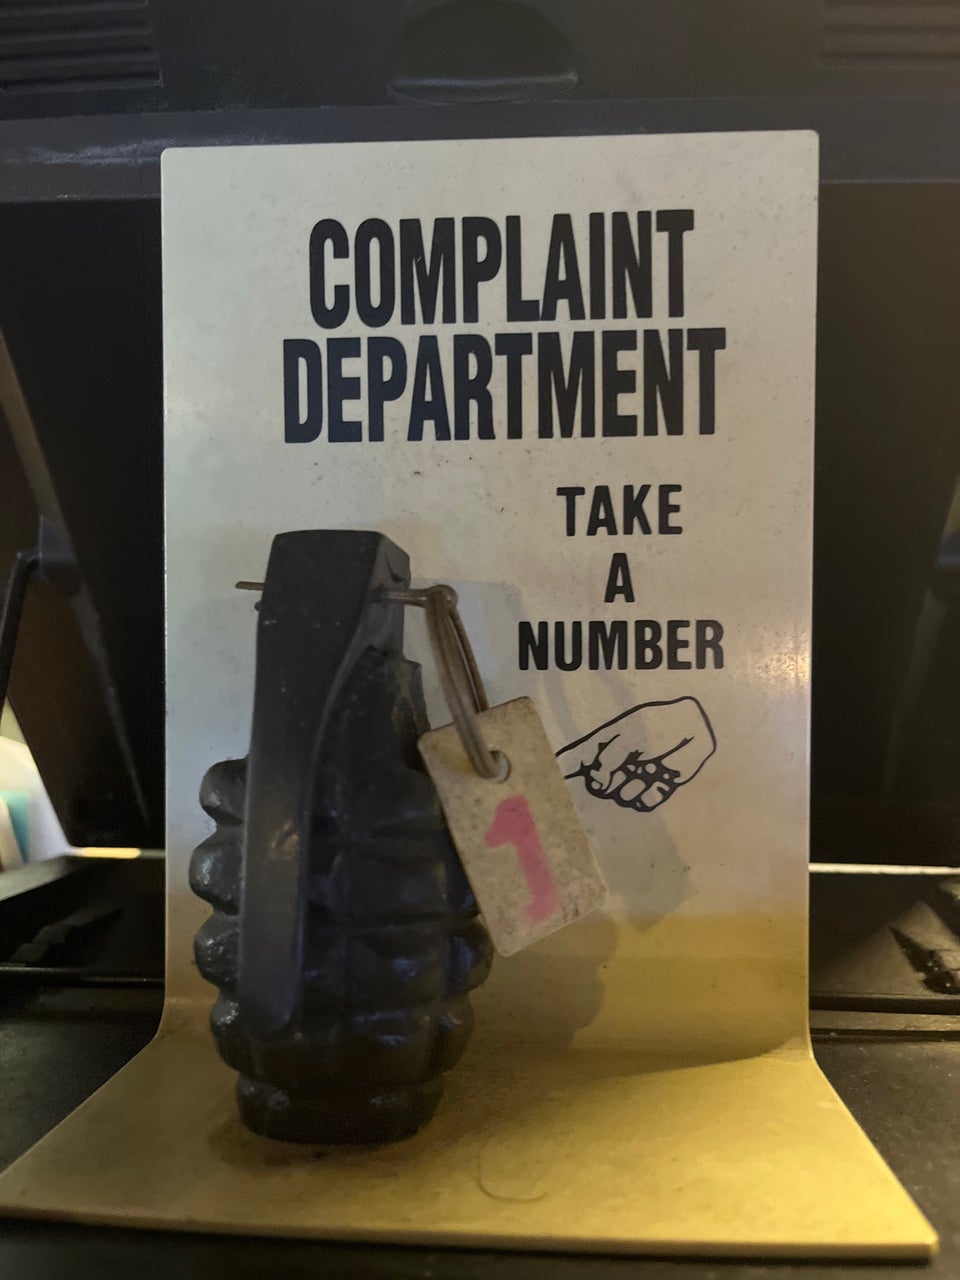 COMPLAINT
DEPARTMENT
TAKE
A
NUMBER
1